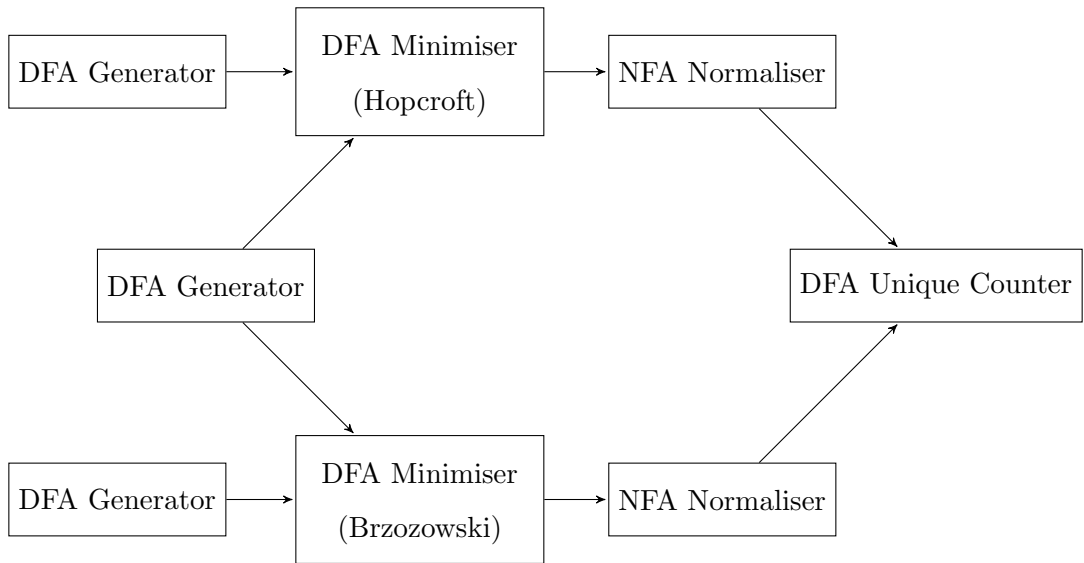 DFA Generator
DFA Minimiser
(Hopcroft)
NFA Normaliser
DFA Generator
DFA Unique Counter
DFA Generator
DFA Minimiser
(Brzozowski)
NFA Normaliser